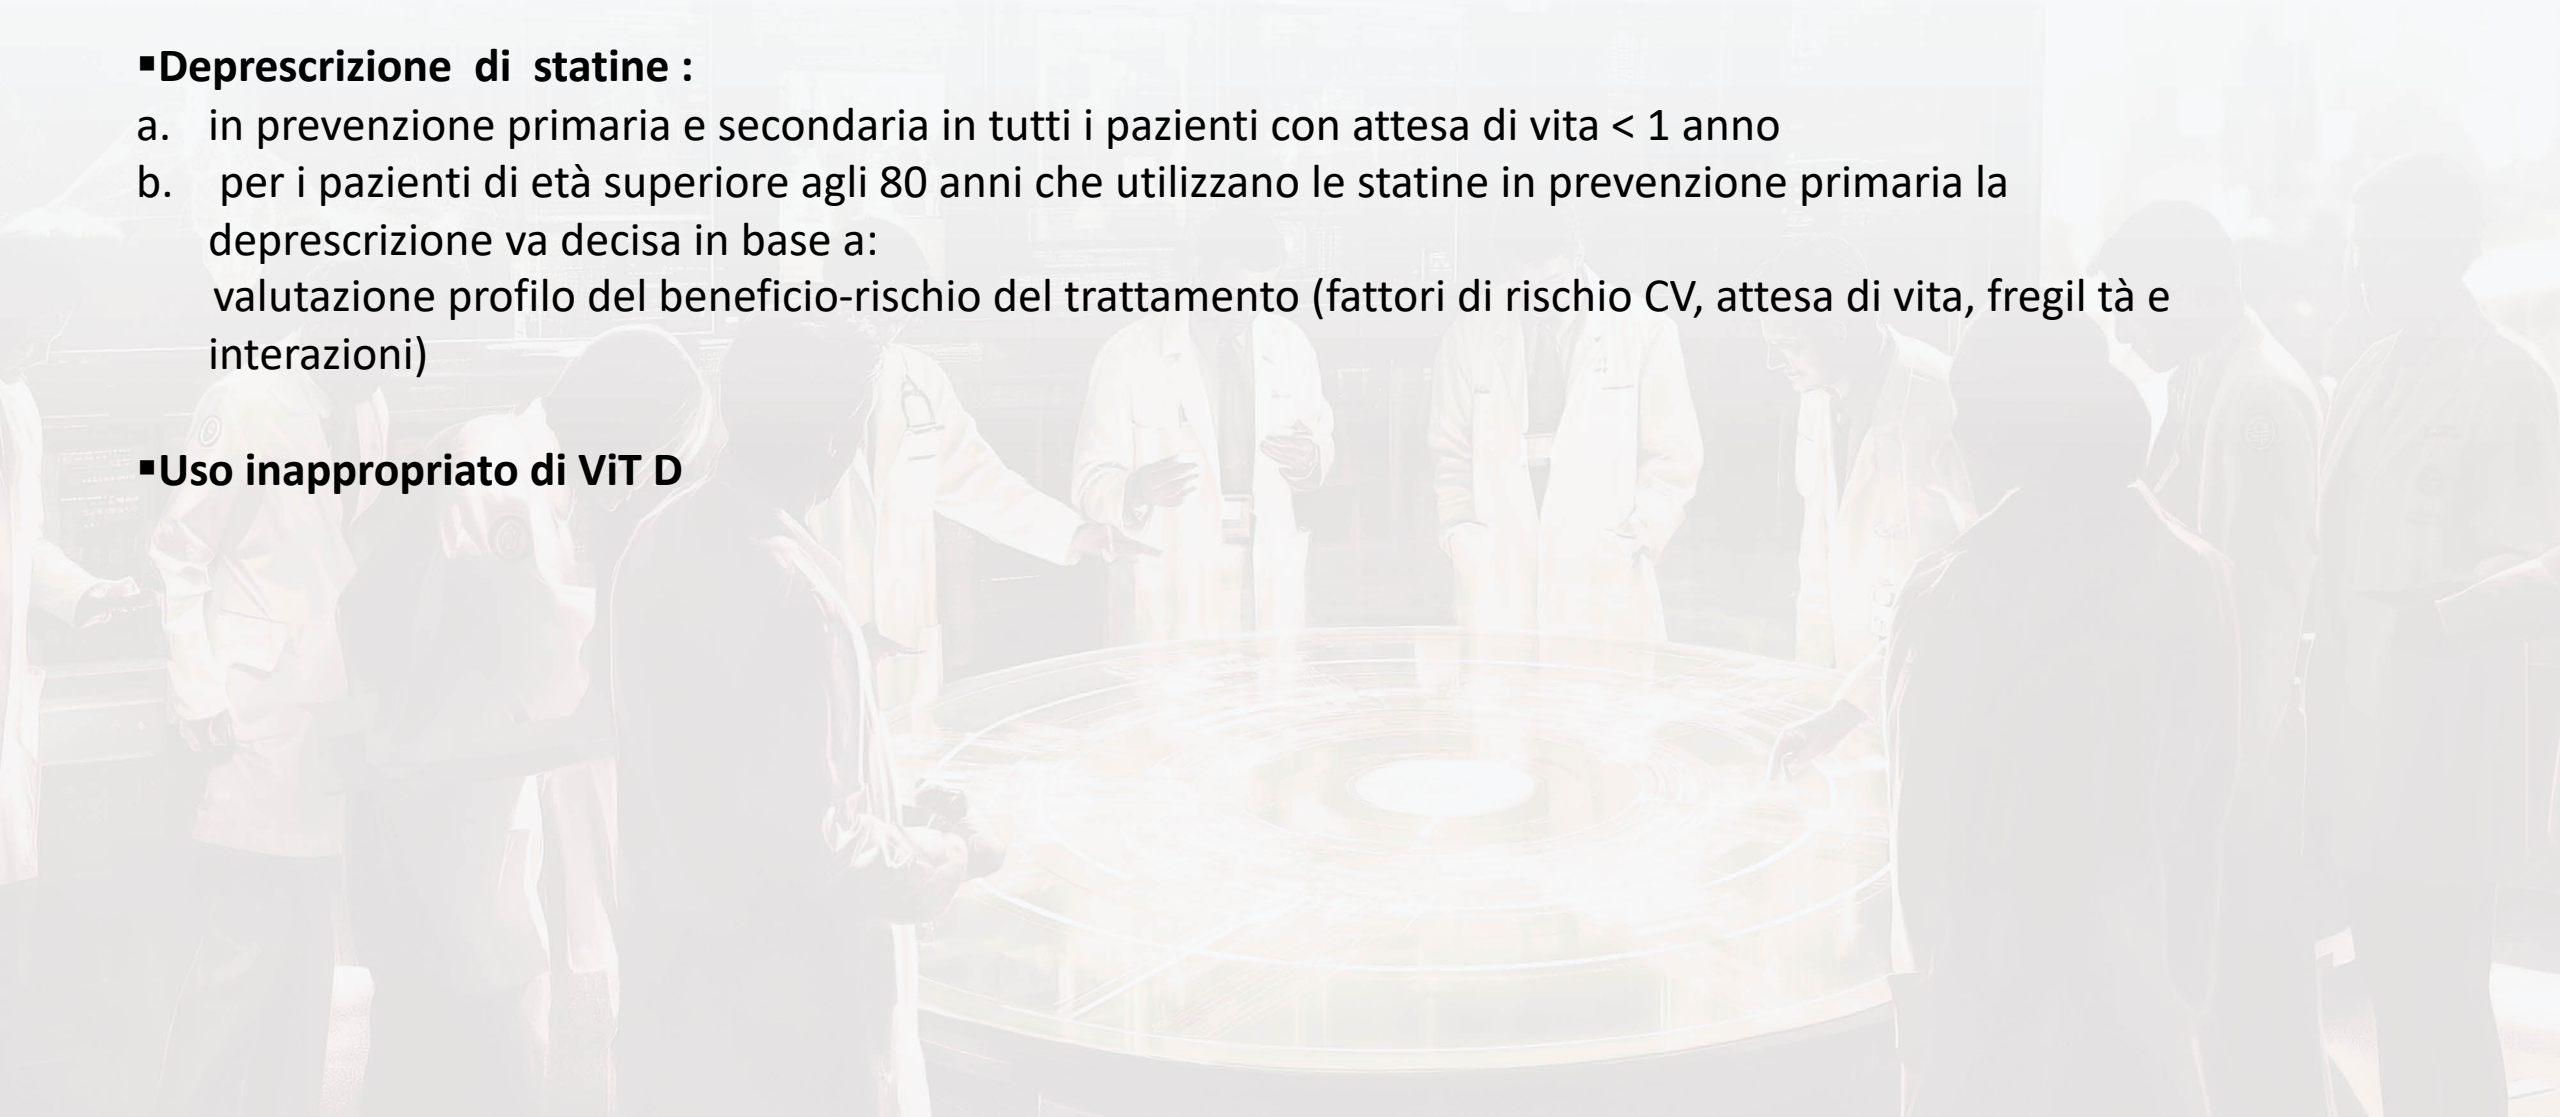 ▪Deprescrizione di statine :
a. in prevenzione primaria e secondaria in tutti i pazienti con attesa di vita < 1 anno
b. per i pazienti di età superiore agli 80 anni che utilizzano le statine in prevenzione primaria la
deprescrizione va decisa in base a:
valutazione profilo del beneficio-rischio del trattamento (fattori di rischio CV, attesa di vita, fregil tà e
interazioni)
▪Uso inappropriato di ViT D